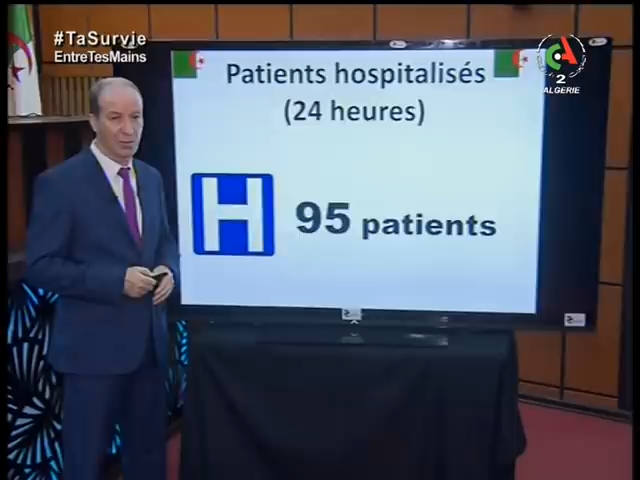 #TaSurvie
EntreTesMains
Patients hospitalisés
(24 heures)
H
95 patients
A
2
ALGERIE